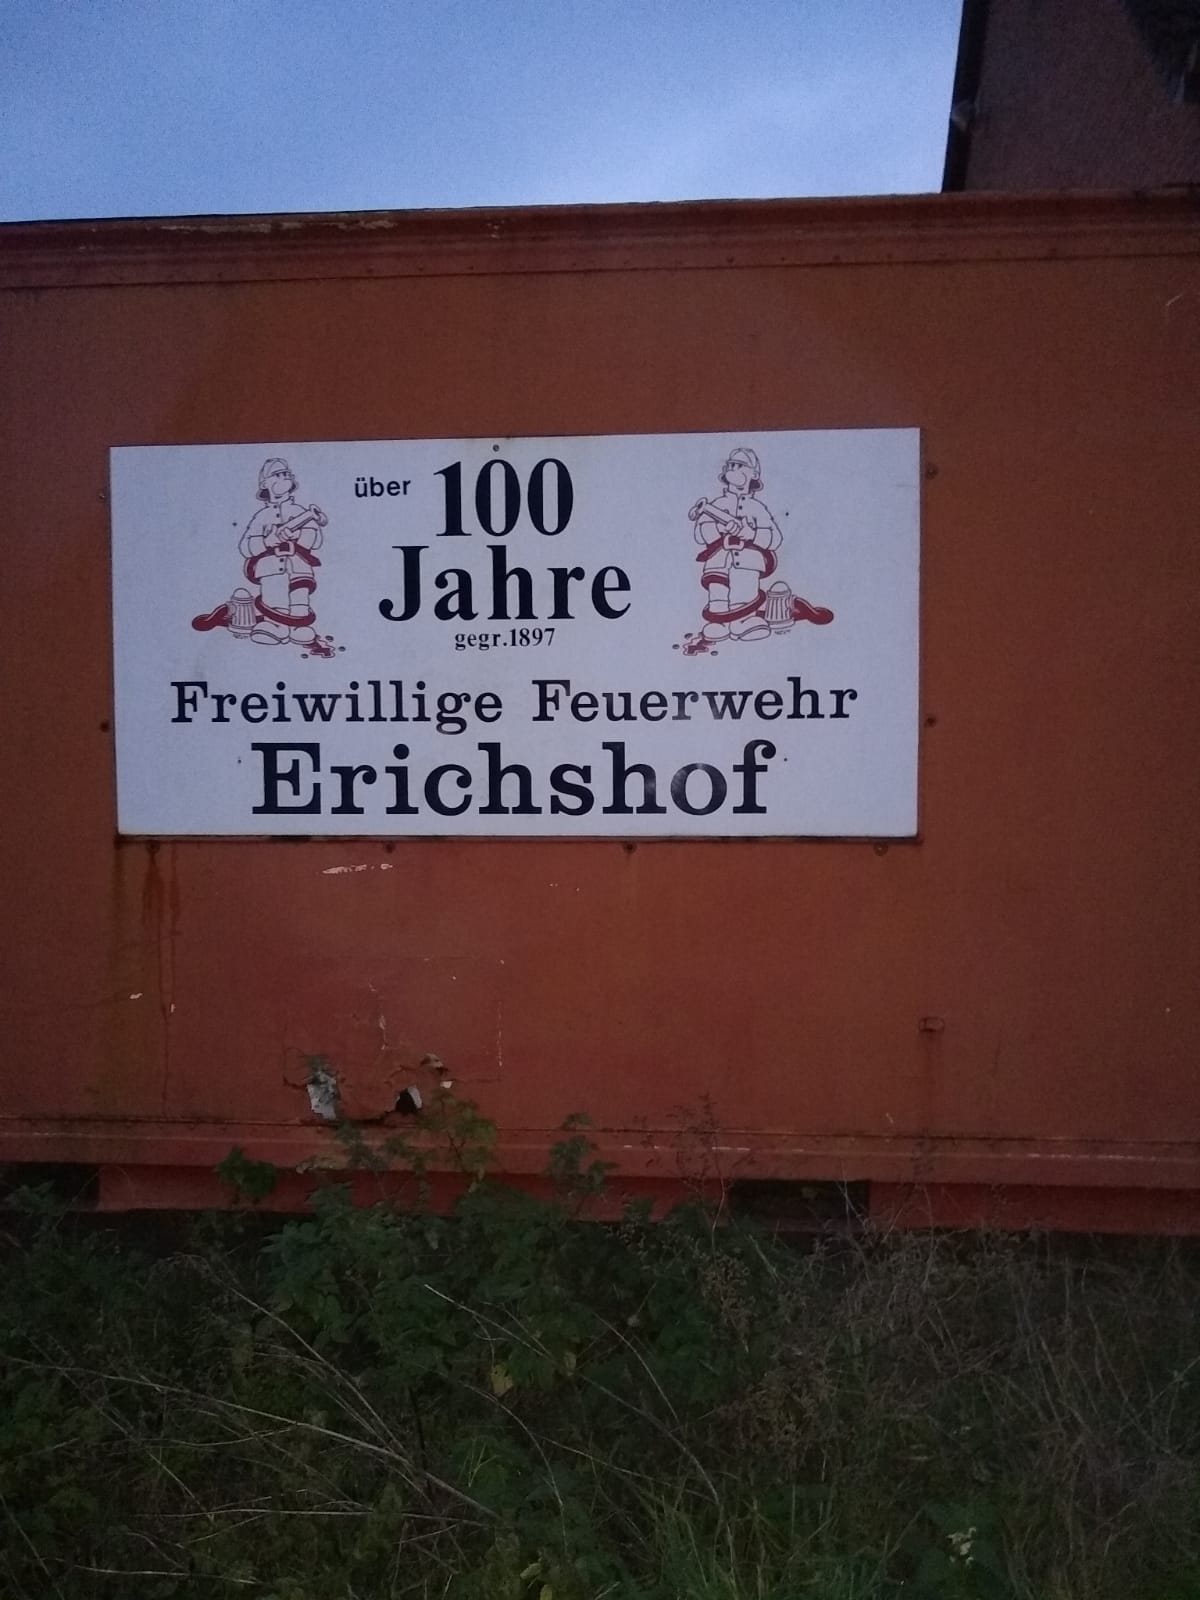 über 100
Jahre
gegr.1897
Freiwillige Feuerwehr
Erichshof